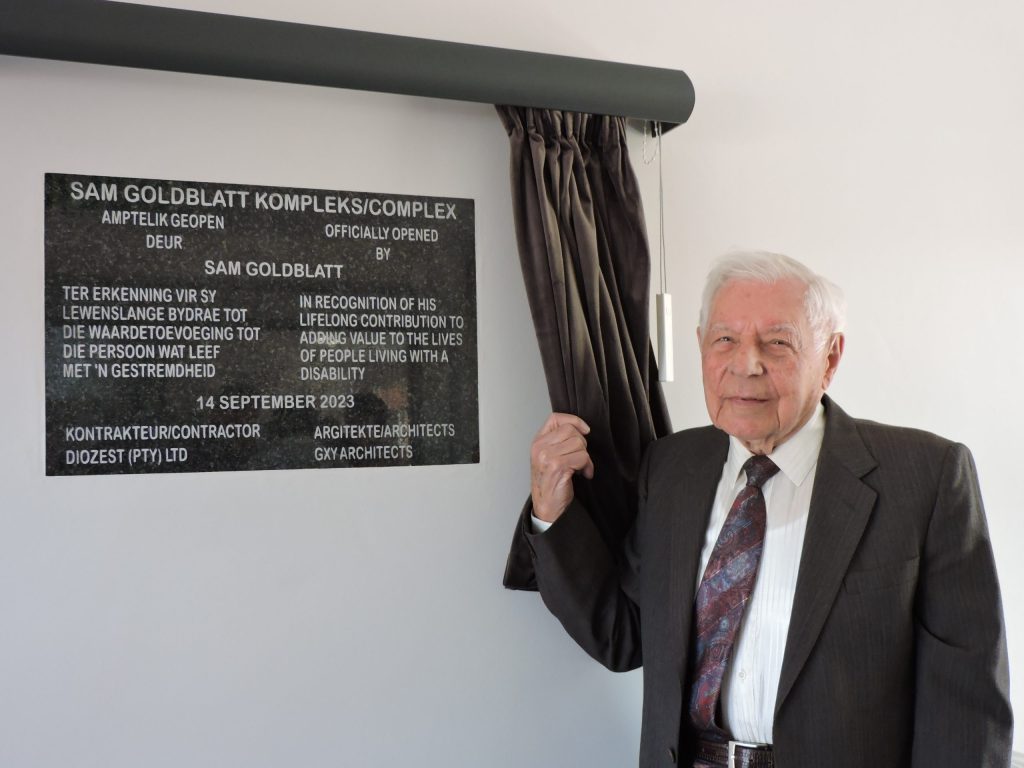 SAM GOLDBLATT KOMPLEKS/COMPLEX
AMPTELIK GEOPEN
DEUR
OFFICIALLY OPENED
BY
SAM GOLDBLATT
TER ERKENNING VIR SY
LEWENSLANGE BYDRAE TOT
DIE WAARDETOEVOEGING TOT
DIE PERSOON WAT LEEF
MET 'N GESTREMDHEID
IN RECOGNITION OF HIS
LIFELONG CONTRIBUTION TO
ADDING VALUE TO THE LIVES
OF PEOPLE LIVING WITH A
DISABILITY
14 SEPTEMBER 2023
KONTRAKTEUR/CONTRACTOR
DIOZEST (PTY) LTD
ARGITEKTE/ARCHITECTS
GXY ARCHITECTS